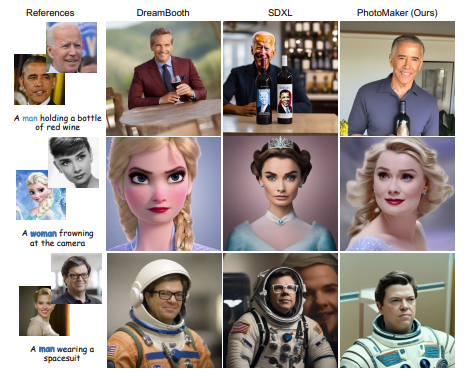 References DreamBooth SDXL PhotoMaker (Ours)
A man holding a bottle
of red wine
A woman frowning
at the camera
A man wearing a
spacesuit